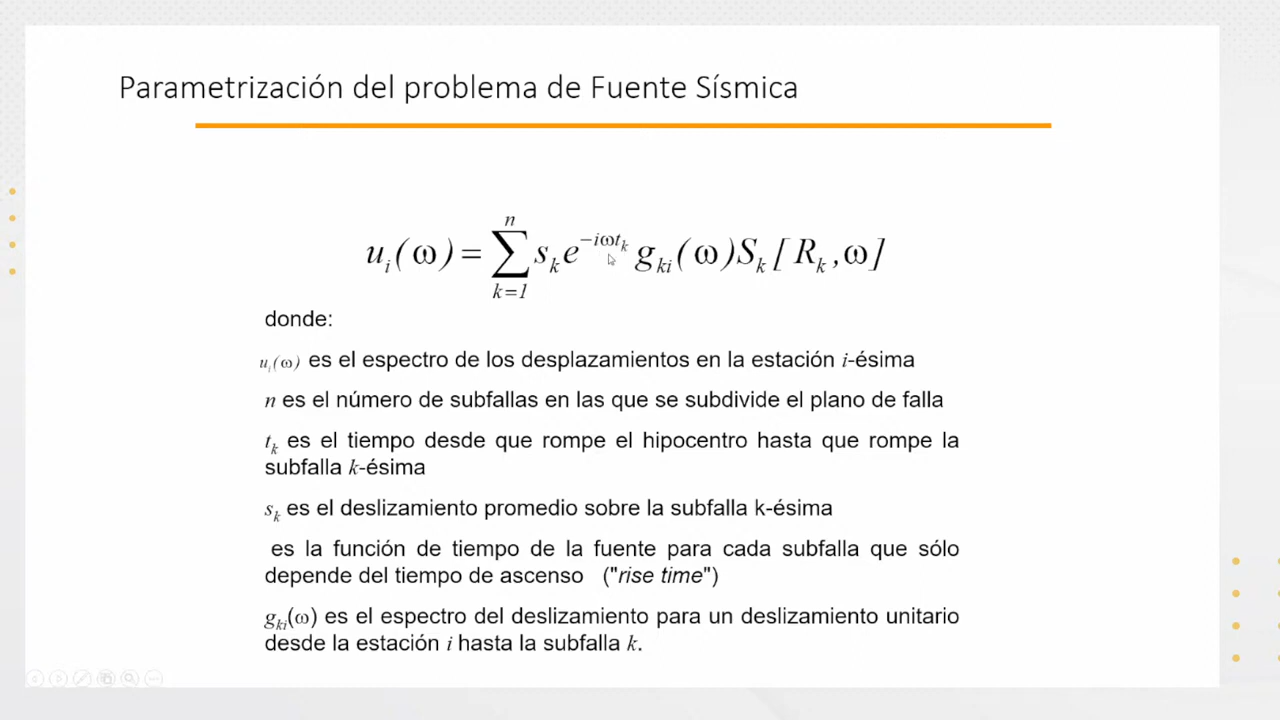 Parametrización del problema de Fuente Sísmica
n
u_i(ω) = ∑ s_k e^{-iωt_k} g_{ki}(ω)S_k[R_k,ω]
k=1
donde:
u_i(ω) es el espectro de los desplazamientos en la estación i-ésima
n es el número de subfallas en las que se subdivide el plano de falla
t_k es el tiempo desde que rompe el hipocentro hasta que rompe la
subfalla k-ésima
s_k es el deslizamiento promedio sobre la subfalla k-ésima
es la función de tiempo de la fuente para cada subfalla que sólo
depende del tiempo de ascenso ("rise time")
g_{ki}(ω) es el espectro del deslizamiento para un deslizamiento unitario
desde la estación i hasta la subfalla k.